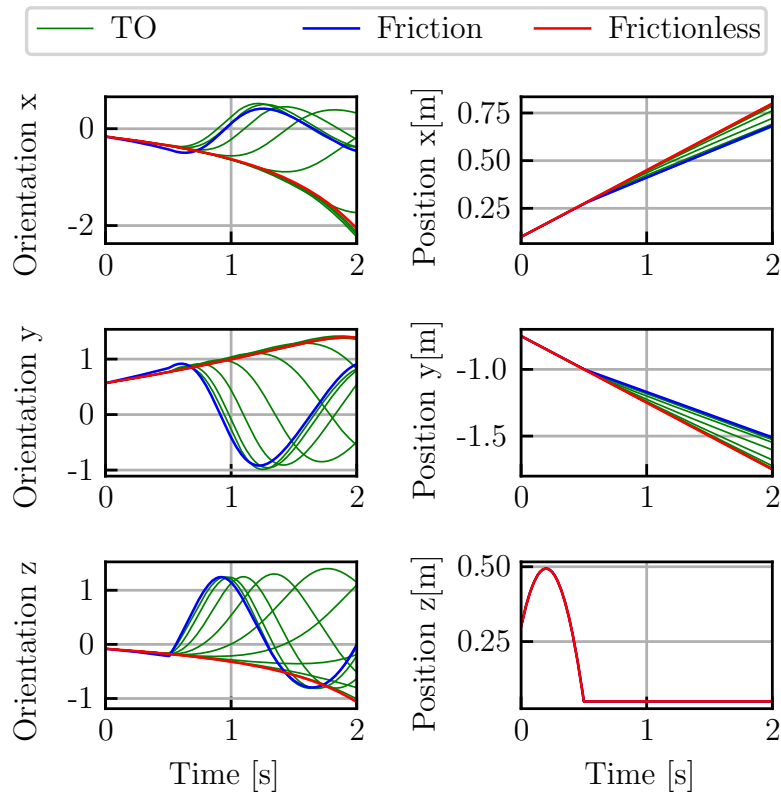 TO Friction Frictionless
Orientation x
0
-2
0 1 2
Position x[m]
0.75
0.50
0.25
0 1 2
Orientation y
1
0
-1
0 1 2
Position y[m]
-1.0
-1.5
0 1 2
Orientation z
1
0
-1
0 1 2
Time [s]
Position z[m]
0.50
0.25
0 1 2
Time [s]